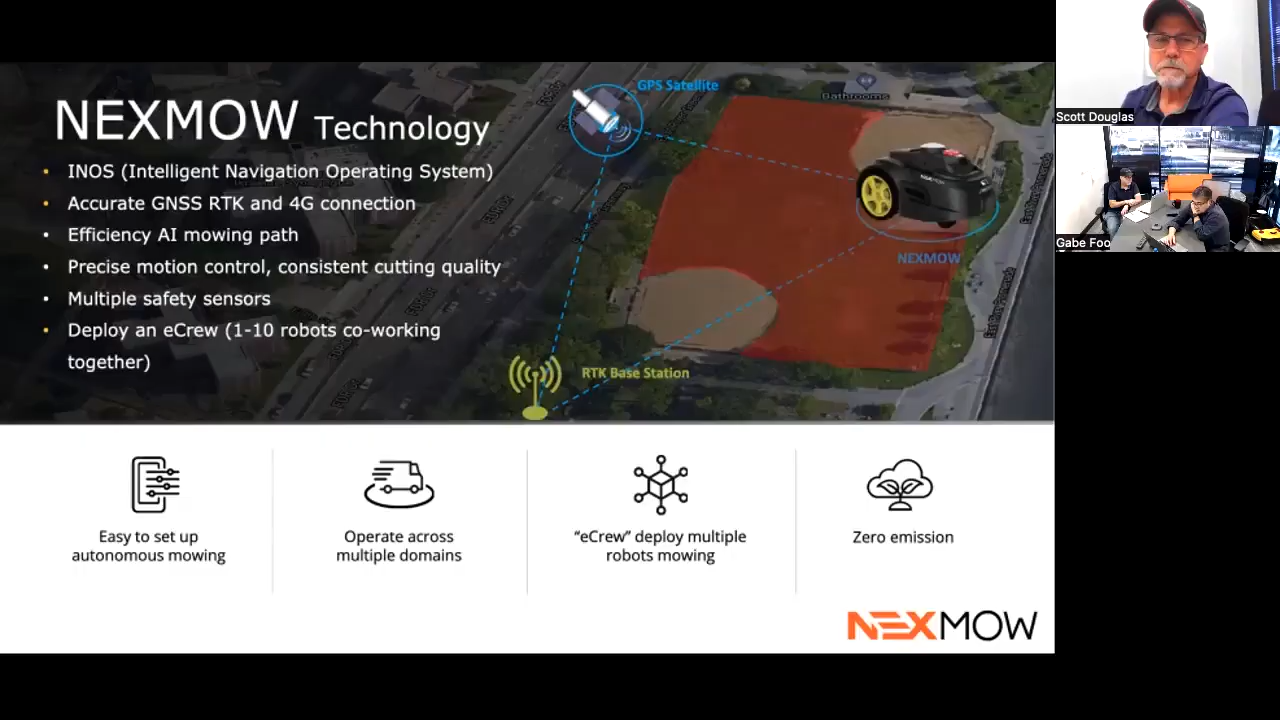 NEXMOW Technology
INOS (Intelligent Navigation Operating System)
Accurate GNSS RTK and 4G connection
Efficiency AI mowing path
Precise motion control, consistent cutting quality
Multiple safety sensors
Deploy an eCrew (1-10 robots co-working
together)
GPS Satellite
Bathrooms
NEXMOW
RTK Base Station
FDR Dr
Easy to set up
autonomous mowing
Operate across
multiple domains
“eCrew” deploy multiple
robots mowing
Zero emission
NEXMOW
Scott Douglas
Gabe Foo